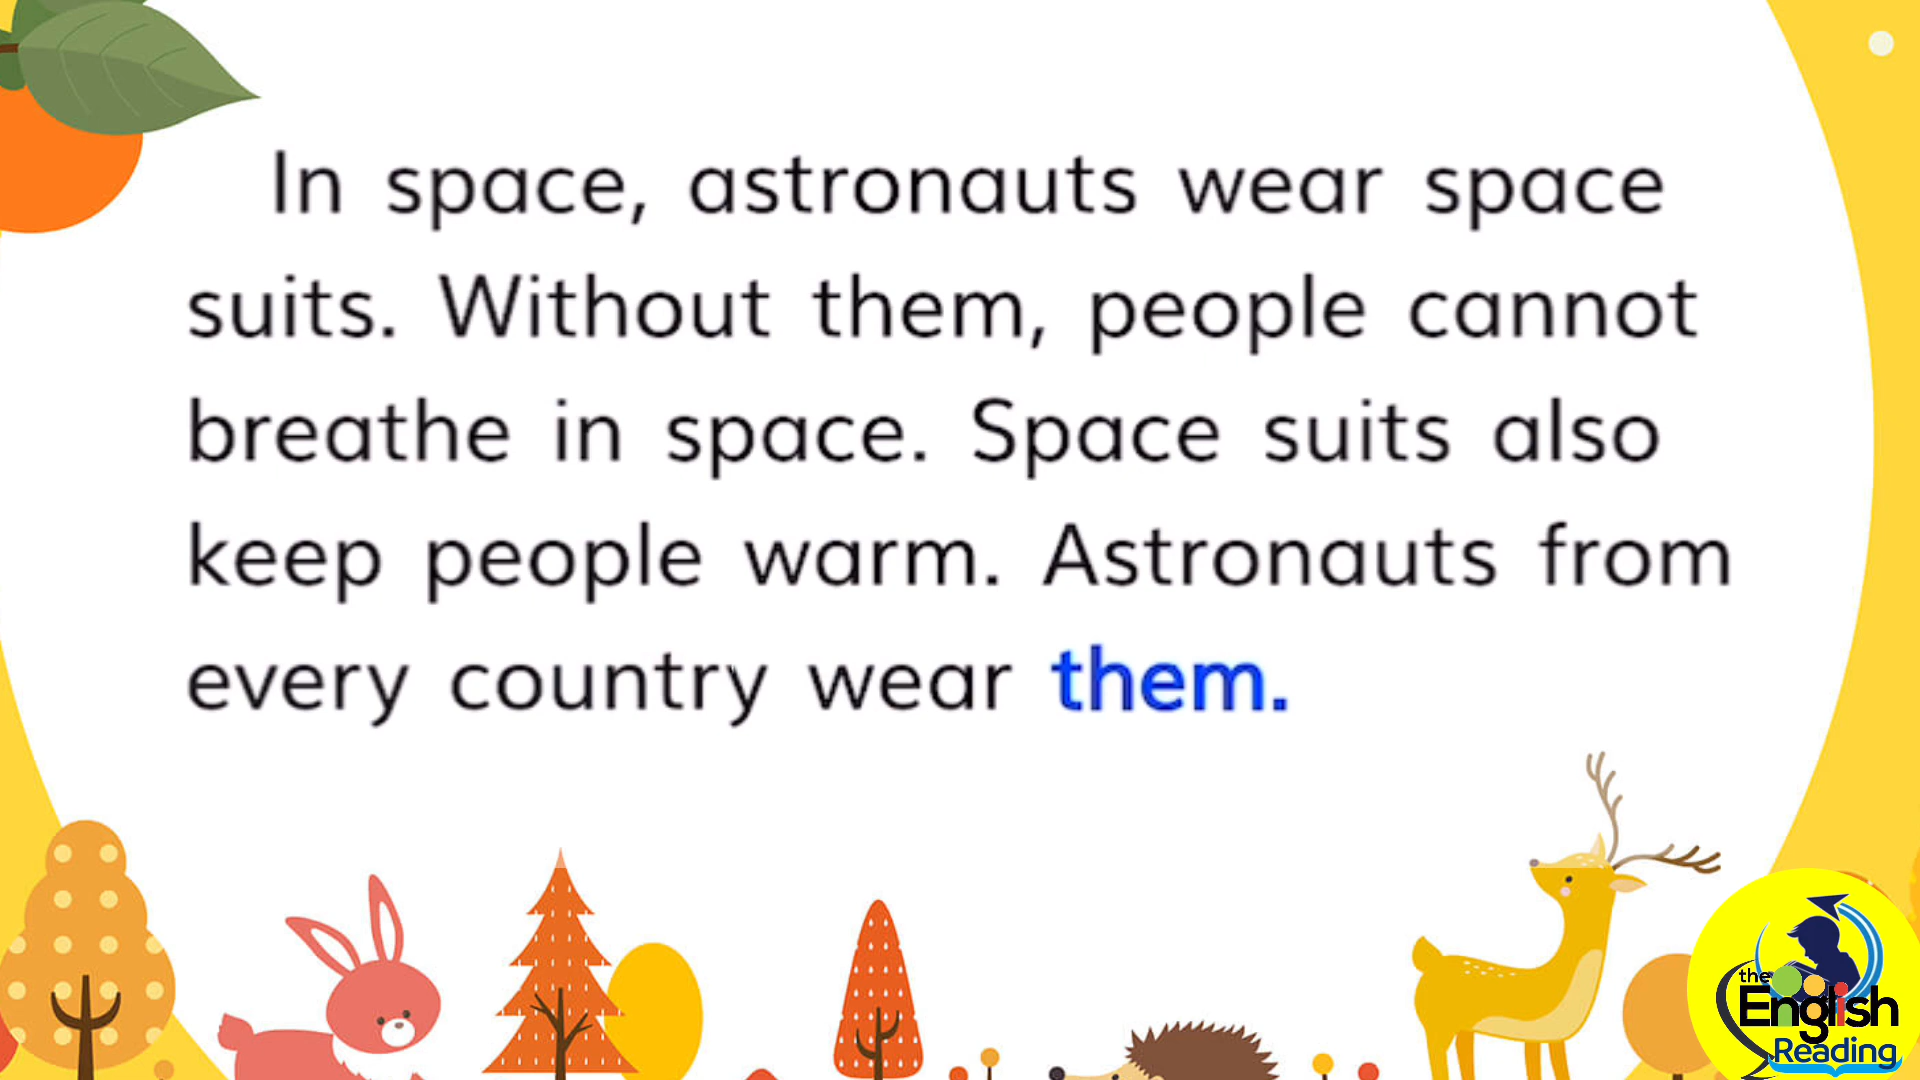 In space, astronauts wear space
suits. Without them, people cannot
breathe in space. Space suits also
keep people warm. Astronauts from
every country wear them.
the
English
Reading